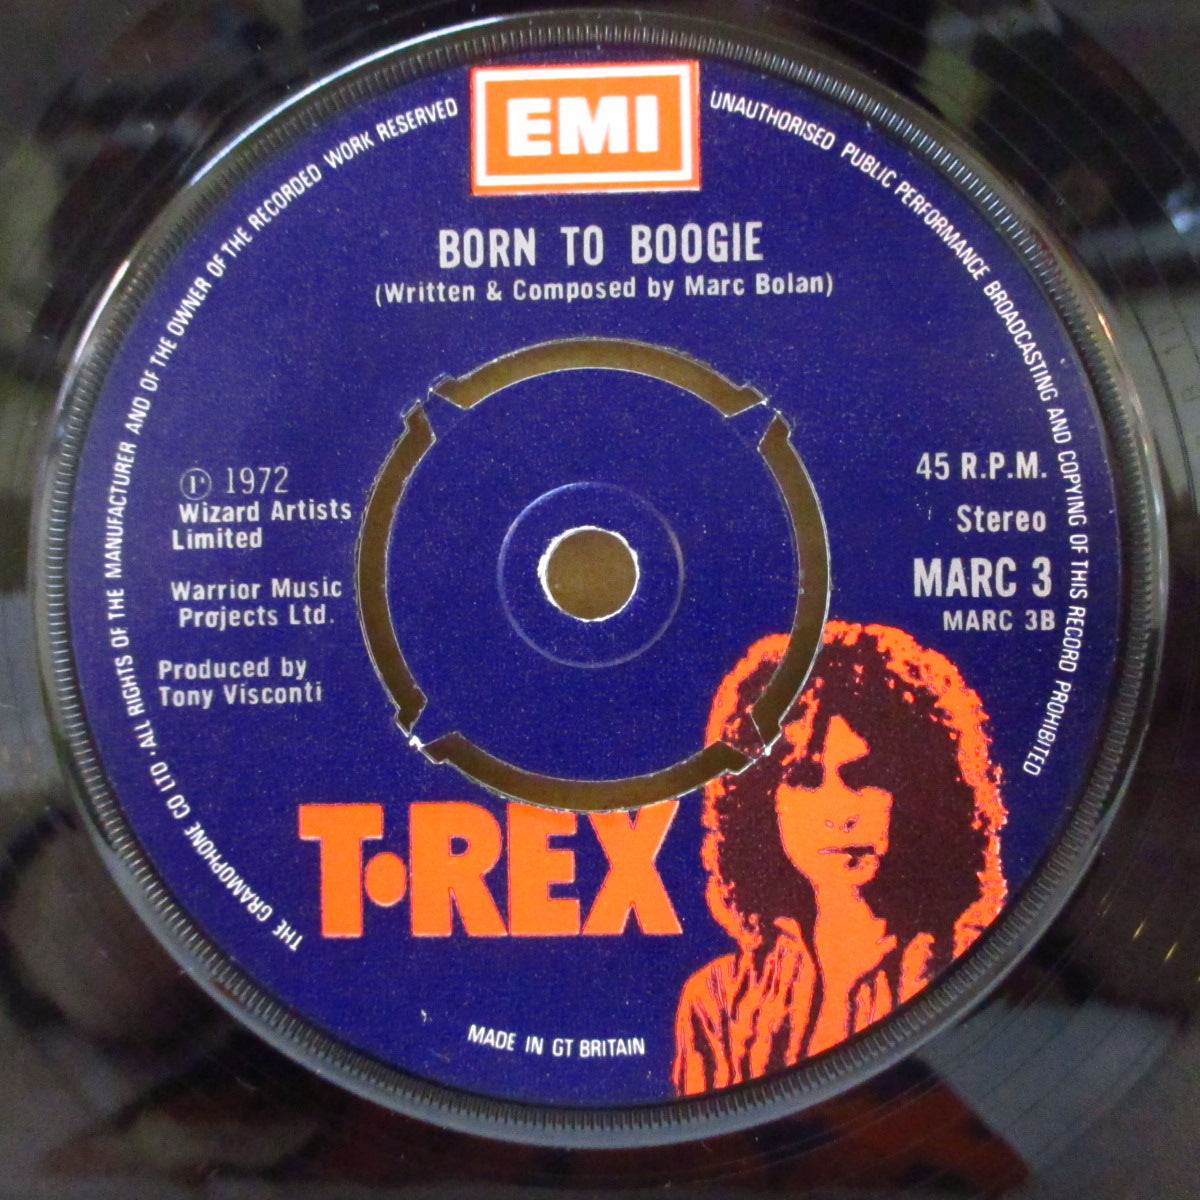 EMI
BORN TO BOOGIE
(Written & Composed by Marc Bolan)
℗ 1972
Wizard Artists
Limited
Warrior Music
Projects Ltd.
Produced by
Tony Visconti
45 R.P.M.
Stereo
MARC 3
MARC 3B
T·REX
MADE IN GT BRITAIN
THE GRAMOPHONE CO LTD · ALL RIGHTS OF THE MANUFACTURER AND OF THE OWNER OF THE RECORDED WORK RESERVED
UNAUTHORISED PUBLIC PERFORMANCE BROADCASTING AND COPYING OF THIS RECORD PROHIBITED